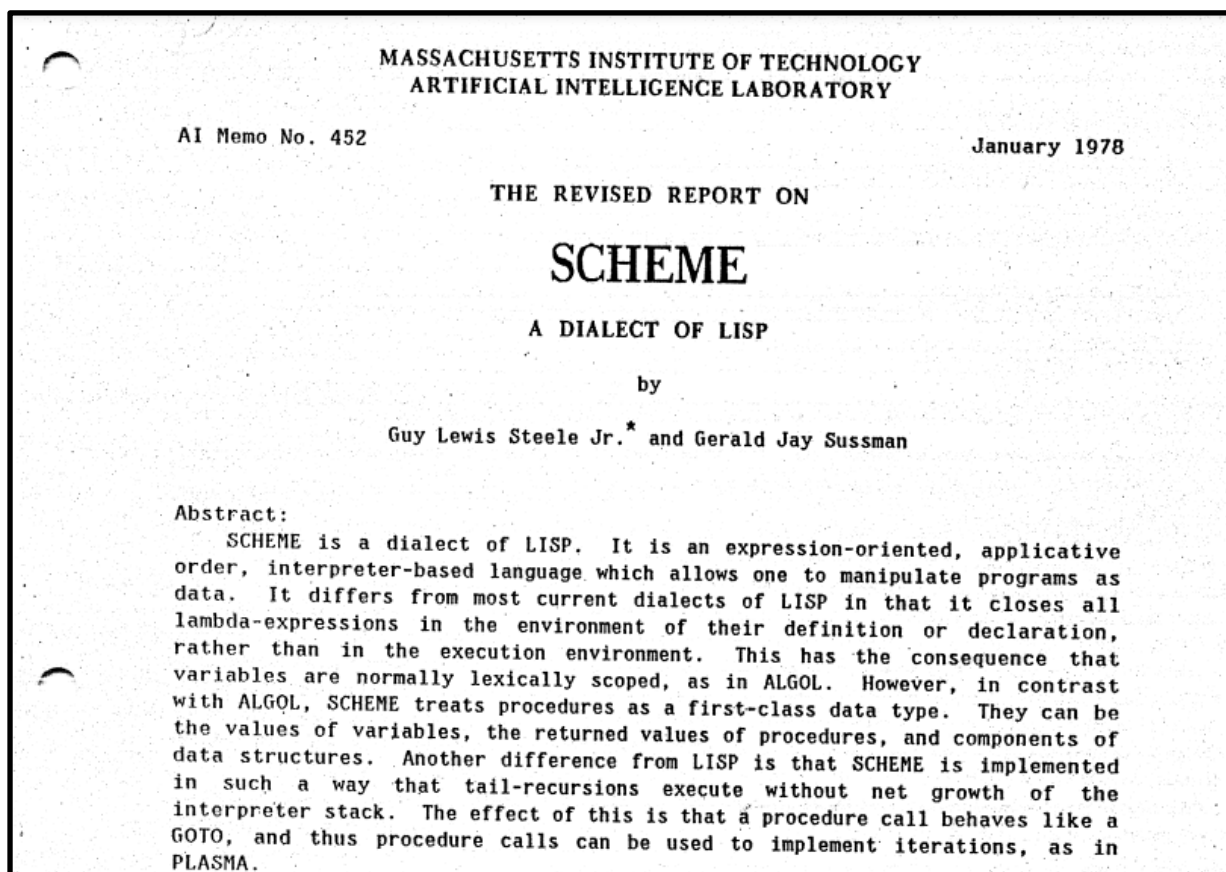 MASSACHUSETTS INSTITUTE OF TECHNOLOGY
ARTIFICIAL INTELLIGENCE LABORATORY
AI Memo No. 452
January 1978
THE REVISED REPORT ON
SCHEME
A DIALECT OF LISP
by
Guy Lewis Steele Jr.* and Gerald Jay Sussman
Abstract:
SCHEME is a dialect of LISP. It is an expression-oriented, applicative
order, interpreter-based language which allows one to manipulate programs as
data. It differs from most current dialects of LISP in that it closes all
lambda-expressions in the environment of their definition or declaration,
rather than in the execution environment. This has the consequence that
variables are normally lexically scoped, as in ALGOL. However, in contrast
with ALGOL, SCHEME treats procedures as a first-class data type. They can be
the values of variables, the returned values of procedures, and components of
data structures. Another difference from LISP is that SCHEME is implemented
in such a way that tail-recursions execute without net growth of the
interpreter stack. The effect of this is that a procedure call behaves like a
GOTO, and thus procedure calls can be used to implement iterations, as in
PLASMA.